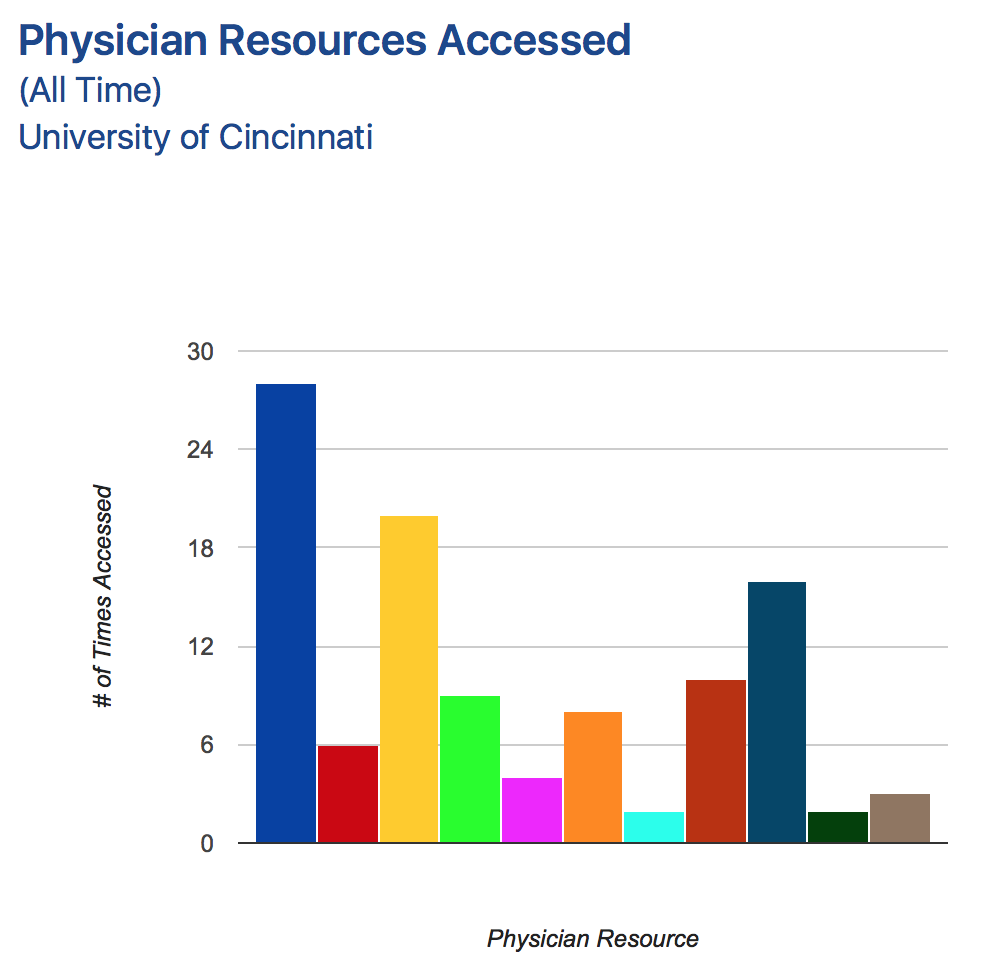 Physician Resources Accessed
(All Time)
University of Cincinnati
30
24
18
12
6
0
# of Times Accessed
Physician Resource